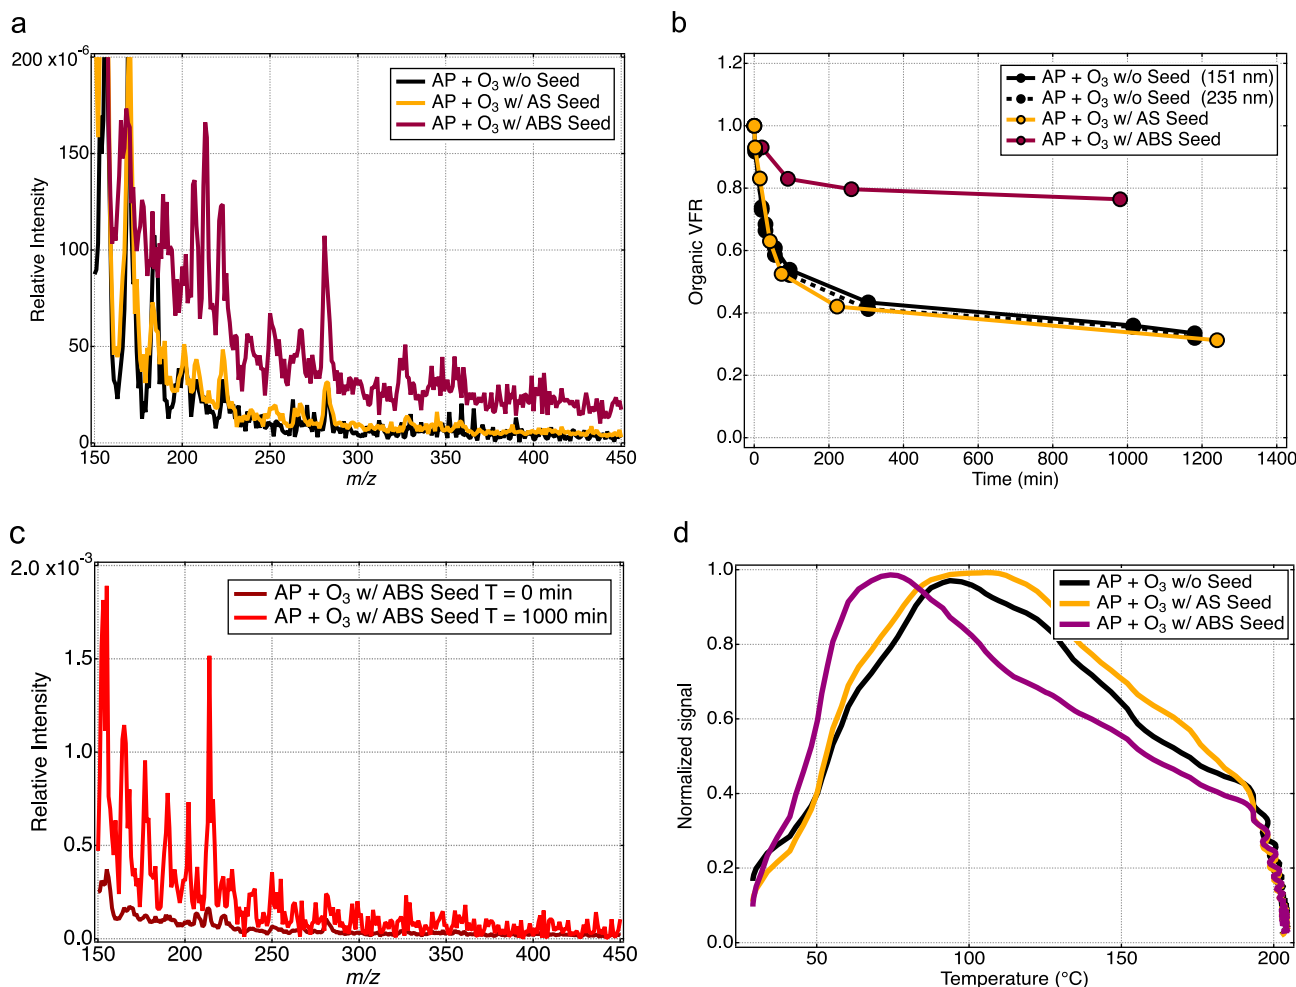 a
200 x10⁻⁶
150
100
50
0
Relative Intensity
AP + O₃ w/o Seed
AP + O₃ w/ AS Seed
AP + O₃ w/ ABS Seed
150 200 250 300 350 400 450
m/z
b
1.2
1.0
0.8
0.6
0.4
0.2
0.0
Organic VFR
AP + O₃ w/o Seed (151 nm)
AP + O₃ w/o Seed (235 nm)
AP + O₃ w/ AS Seed
AP + O₃ w/ ABS Seed
0 200 400 600 800 1000 1200 1400
Time (min)
c
2.0 x10⁻³
1.5
1.0
0.5
0.0
Relative Intensity
AP + O₃ w/ ABS Seed T = 0 min
AP + O₃ w/ ABS Seed T = 1000 min
150 200 250 300 350 400 450
m/z
d
1.0
0.8
0.6
0.4
0.2
0.0
Normalized signal
AP + O₃ w/o Seed
AP + O₃ w/ AS Seed
AP + O₃ w/ ABS Seed
50 100 150 200
Temperature (°C)